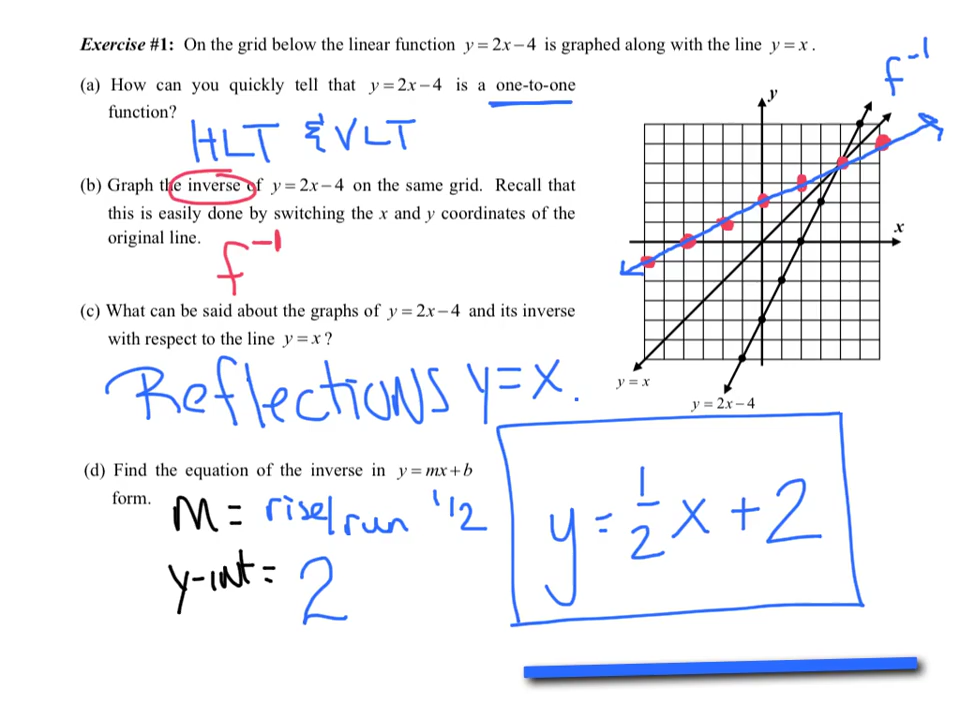 Exercise #1: On the grid below the linear function y = 2x – 4 is graphed along with the line y = x.
(a) How can you quickly tell that y = 2x – 4 is a one-to-one
function?
HLT & VLT
(b) Graph the inverse of y = 2x – 4 on the same grid. Recall that
this is easily done by switching the x and y coordinates of the
original line.
f⁻¹
(c) What can be said about the graphs of y = 2x – 4 and its inverse
with respect to the line y = x?
Reflections y=x.
(d) Find the equation of the inverse in y = mx + b
form.
M = rise/run 1/2
y-int = 2
y = 1/2 x + 2
f⁻¹
y
x
y = x
y = 2x – 4